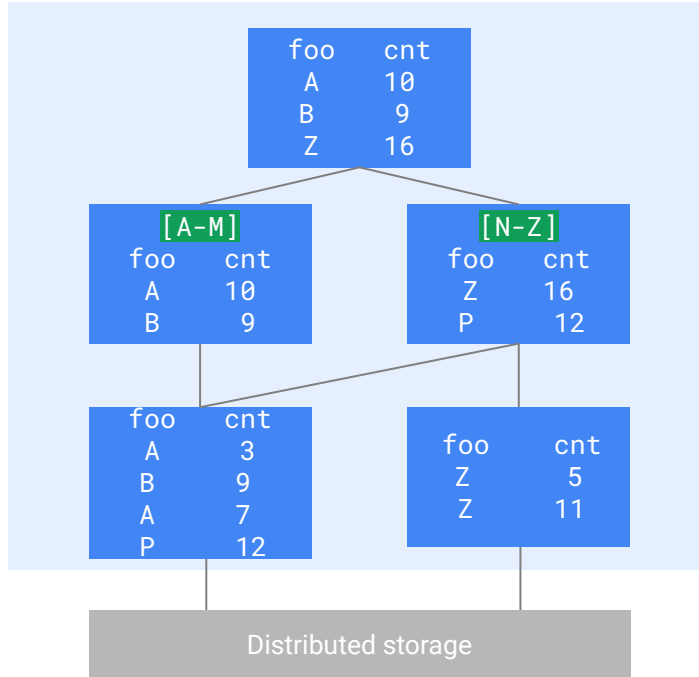 foo cnt
A 10
B 9
Z 16
[A-M]
foo cnt
A 10
B 9
[N-Z]
foo cnt
Z 16
P 12
foo cnt
A 3
B 9
A 7
P 12
foo cnt
Z 5
Z 11
Distributed storage